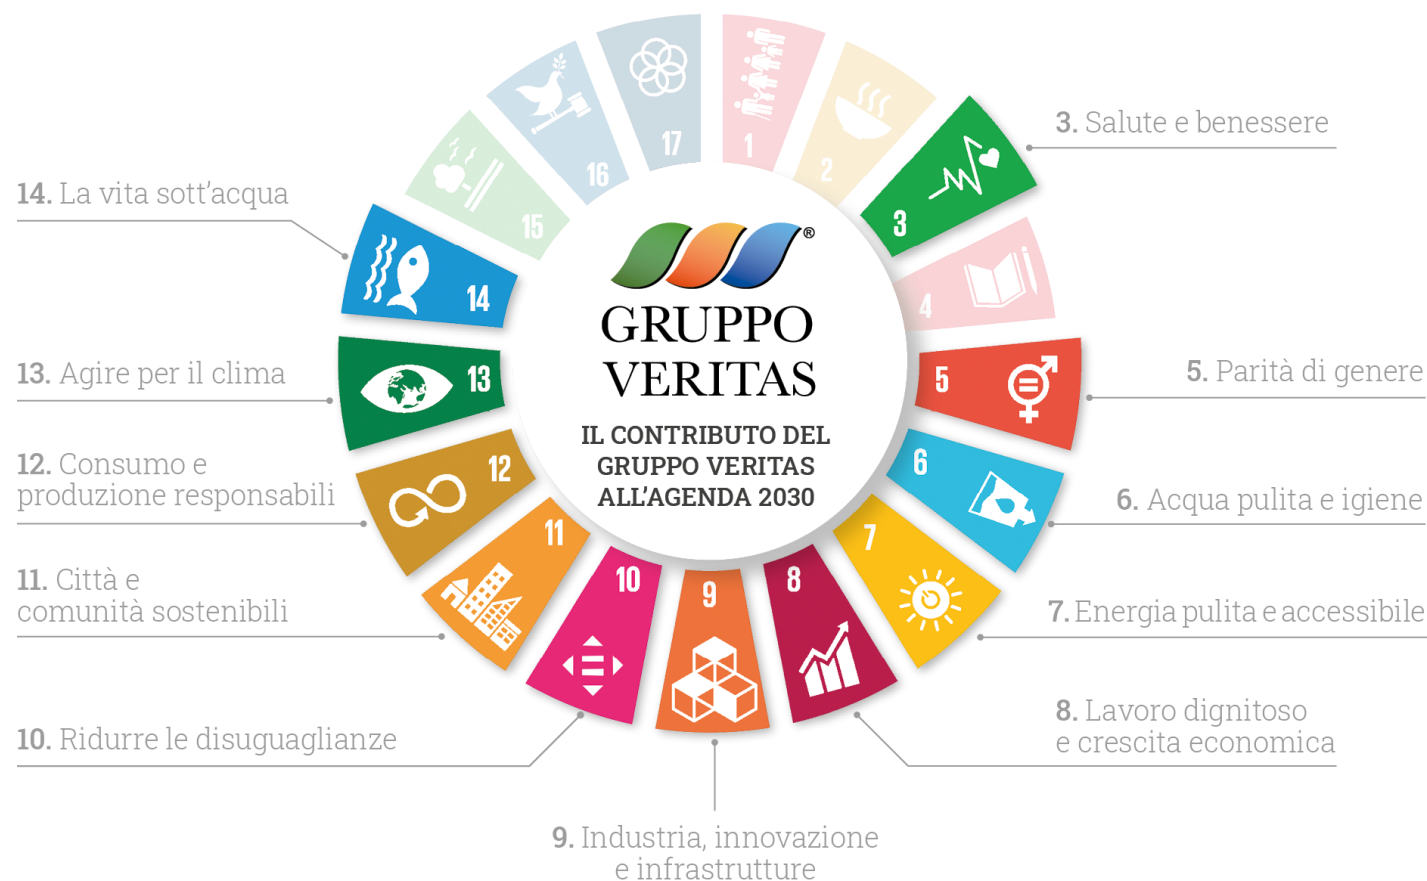 17
1
2
3
4
5
6
7
8
9
10
11
12
13
14
15
16
®
GRUPPO
VERITAS
IL CONTRIBUTO DEL
GRUPPO VERITAS
ALL'AGENDA 2030
3. Salute e benessere
5. Parità di genere
6. Acqua pulita e igiene
7. Energia pulita e accessibile
8. Lavoro dignitoso
e crescita economica
9. Industria, innovazione
e infrastrutture
10. Ridurre le disuguaglianze
11. Città e
comunità sostenibili
12. Consumo e
produzione responsabili
13. Agire per il clima
14. La vita sott'acqua